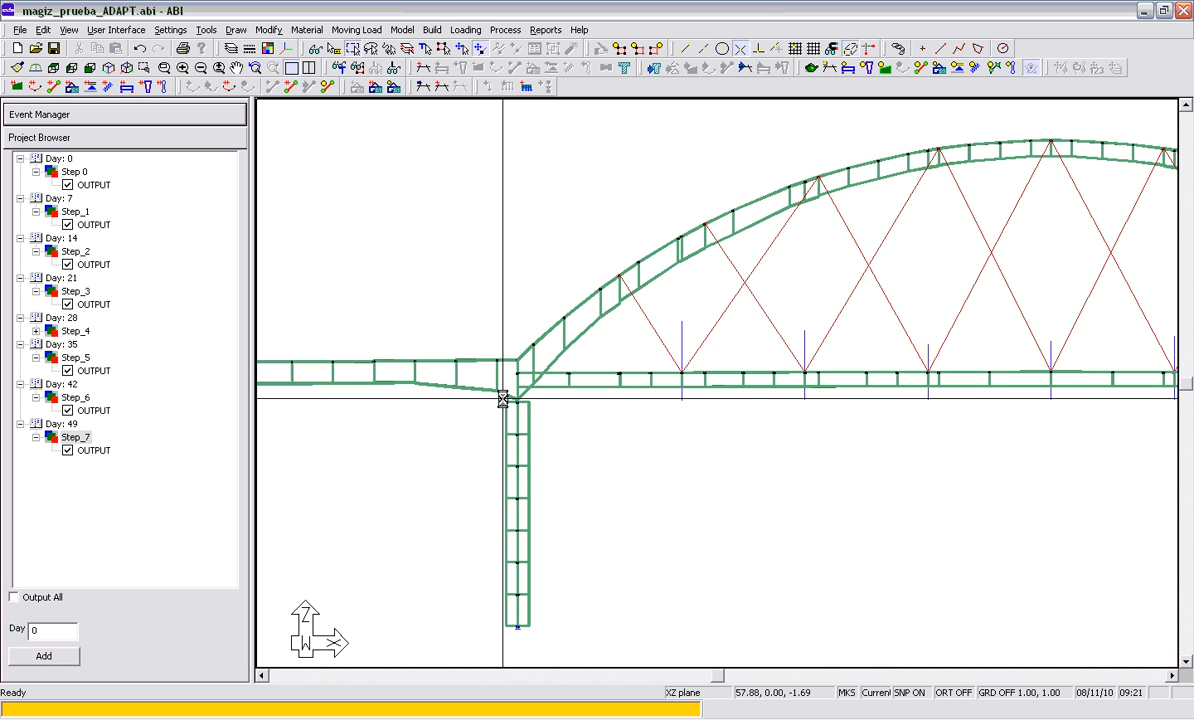 magiz_prueba_ADAPT.abi - ABI
File Edit View User Interface Settings Tools Draw Modify Material Moving Load Model Build Loading Process Reports Help
Event Manager
Project Browser
Day: 0
Step 0
OUTPUT
Day: 7
Step_1
OUTPUT
Day: 14
Step_2
OUTPUT
Day: 21
Step_3
OUTPUT
Day: 28
Step_4
Day: 35
Step_5
OUTPUT
Day: 42
Step_6
OUTPUT
Day: 49
Step_7
OUTPUT
Output All
Day 0
Add
Z
W X
Ready XZ plane 57.88, 0.00, -1.69 MKS Current SNP ON ORT OFF GRD OFF 1.00, 1.00 08/11/10 09:21